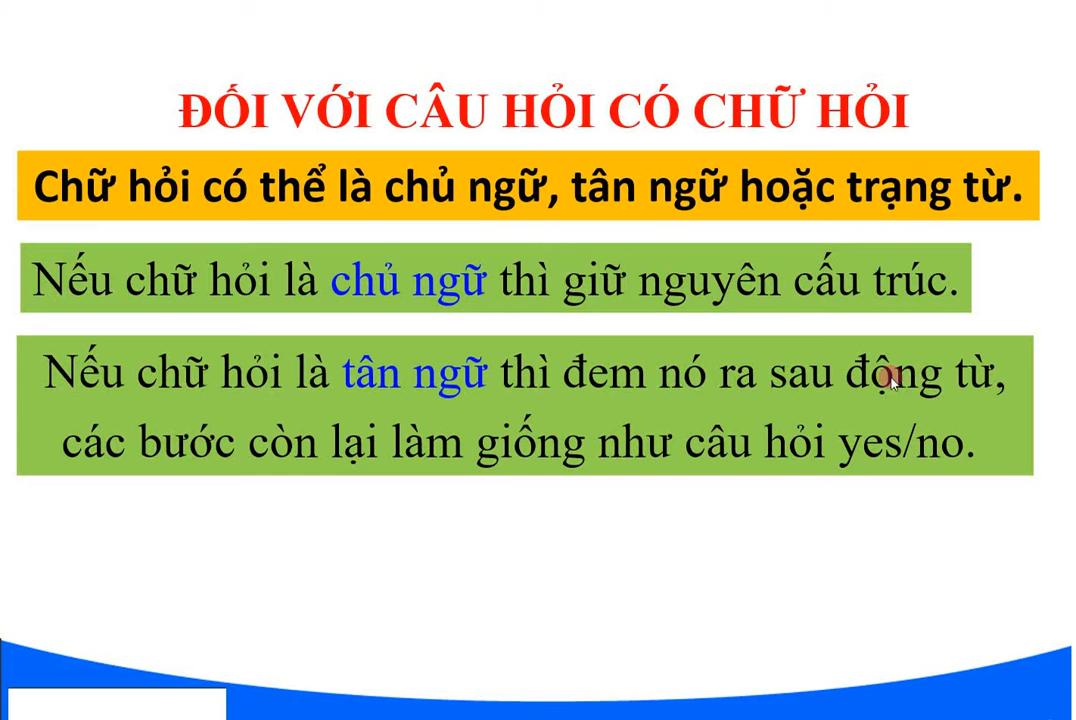 ĐỐI VỚI CÂU HỎI CÓ CHỮ HỎI
Chữ hỏi có thể là chủ ngữ, tân ngữ hoặc trạng từ.
Nếu chữ hỏi là chủ ngữ thì giữ nguyên cấu trúc.
Nếu chữ hỏi là tân ngữ thì đem nó ra sau động từ,
các bước còn lại làm giống như câu hỏi yes/no.